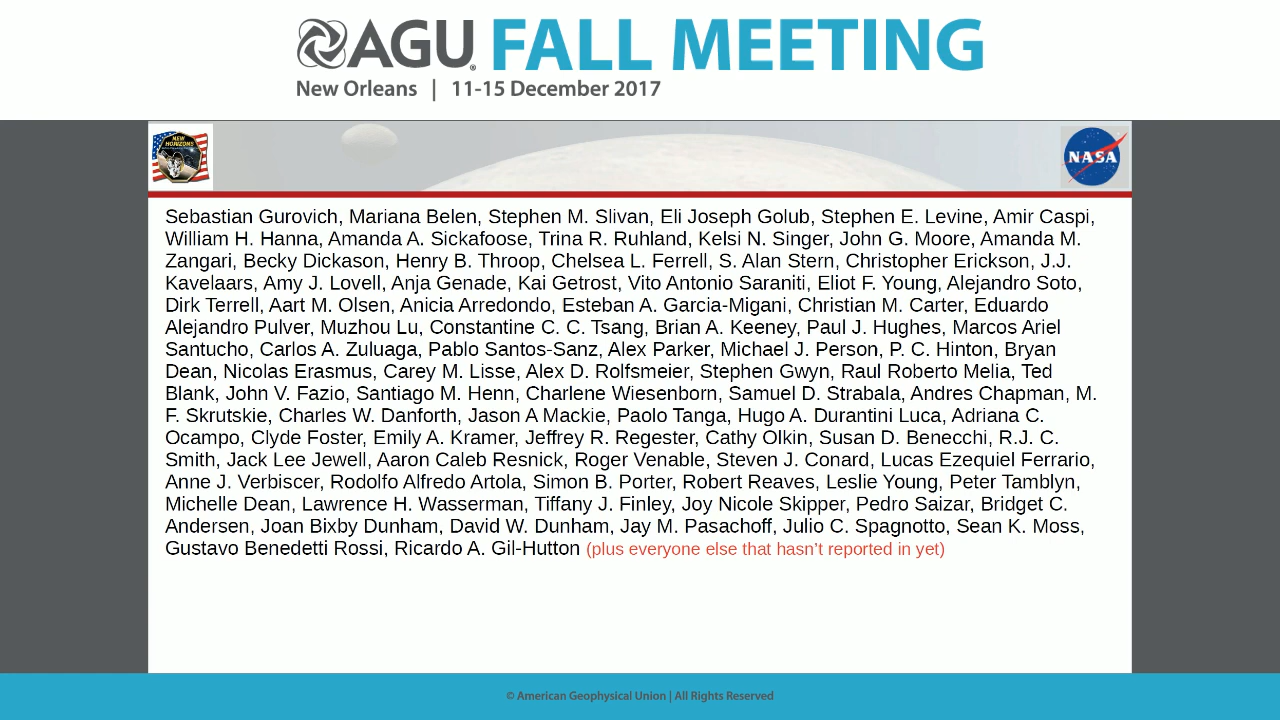 AGU FALL MEETING
New Orleans | 11-15 December 2017
NEW HORIZONS
NASA
Sebastian Gurovich, Mariana Belen, Stephen M. Slivan, Eli Joseph Golub, Stephen E. Levine, Amir Caspi,
William H. Hanna, Amanda A. Sickafoose, Trina R. Ruhland, Kelsi N. Singer, John G. Moore, Amanda M.
Zangari, Becky Dickason, Henry B. Throop, Chelsea L. Ferrell, S. Alan Stern, Christopher Erickson, J.J.
Kavelaars, Amy J. Lovell, Anja Genade, Kai Getrost, Vito Antonio Saraniti, Eliot F. Young, Alejandro Soto,
Dirk Terrell, Aart M. Olsen, Anicia Arredondo, Esteban A. Garcia-Migani, Christian M. Carter, Eduardo
Alejandro Pulver, Muzhou Lu, Constantine C. C. Tsang, Brian A. Keeney, Paul J. Hughes, Marcos Ariel
Santucho, Carlos A. Zuluaga, Pablo Santos-Sanz, Alex Parker, Michael J. Person, P. C. Hinton, Bryan
Dean, Nicolas Erasmus, Carey M. Lisse, Alex D. Rolfsmeier, Stephen Gwyn, Raul Roberto Melia, Ted
Blank, John V. Fazio, Santiago M. Henn, Charlene Wiesenborn, Samuel D. Strabala, Andres Chapman, M.
F. Skrutskie, Charles W. Danforth, Jason A Mackie, Paolo Tanga, Hugo A. Durantini Luca, Adriana C.
Ocampo, Clyde Foster, Emily A. Kramer, Jeffrey R. Regester, Cathy Olkin, Susan D. Benecchi, R.J. C.
Smith, Jack Lee Jewell, Aaron Caleb Resnick, Roger Venable, Steven J. Conard, Lucas Ezequiel Ferrario,
Anne J. Verbiscer, Rodolfo Alfredo Artola, Simon B. Porter, Robert Reaves, Leslie Young, Peter Tamblyn,
Michelle Dean, Lawrence H. Wasserman, Tiffany J. Finley, Joy Nicole Skipper, Pedro Saizar, Bridget C.
Andersen, Joan Bixby Dunham, David W. Dunham, Jay M. Pasachoff, Julio C. Spagnotto, Sean K. Moss,
Gustavo Benedetti Rossi, Ricardo A. Gil-Hutton (plus everyone else that hasn't reported in yet)
© American Geophysical Union | All Rights Reserved